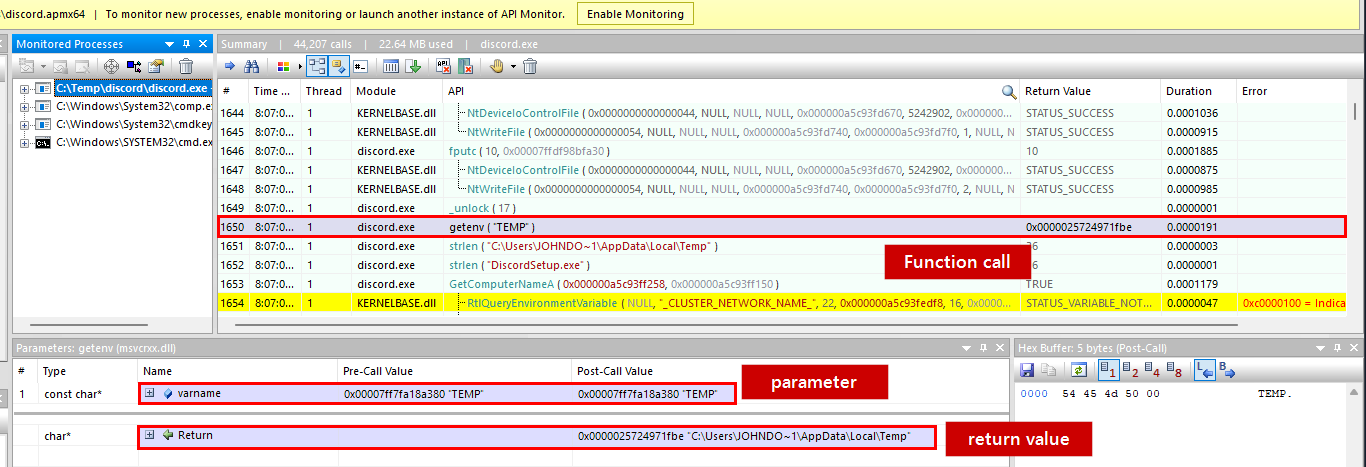 s\discord.apmx64 | To monitor new processes, enable monitoring or launch another instance of API Monitor. Enable Monitoring
Monitored Processes
C:\Temp\discord\discord.exe -
C:\Windows\System32\comp.e
C:\Windows\System32\cmdkey
C:\Windows\SYSTEM32\cmd.ex
Summary | 44,207 calls | 22.64 MB used | discord.exe
# Time ... Thread Module API Return Value Duration Error
1644 8:07:0... 1 KERNELBASE.dll NtDeviceIoControlFile ( 0x0000000000000044, NULL, NULL, NULL, 0x000000a5c93fd670, 5242902, 0x000000... STATUS_SUCCESS 0.0001036
1645 8:07:0... 1 KERNELBASE.dll NtWriteFile ( 0x0000000000000054, NULL, NULL, NULL, 0x000000a5c93fd740, 0x000000a5c93fd7f0, 1, NULL, N STATUS_SUCCESS 0.0000915
1646 8:07:0... 1 discord.exe fputc ( 10, 0x00007ffdf98bfa30 ) 10 0.0001885
1647 8:07:0... 1 KERNELBASE.dll NtDeviceIoControlFile ( 0x0000000000000044, NULL, NULL, NULL, 0x000000a5c93fd670, 5242902, 0x000000... STATUS_SUCCESS 0.0000875
1648 8:07:0... 1 KERNELBASE.dll NtWriteFile ( 0x0000000000000054, NULL, NULL, NULL, 0x000000a5c93fd740, 0x000000a5c93fd7f0, 2, NULL, N STATUS_SUCCESS 0.0000985
1649 8:07:0... 1 discord.exe _unlock ( 17 ) 0.0000001
1650 8:07:0... 1 discord.exe getenv ( "TEMP" ) 0x0000025724971fbe 0.0000191
1651 8:07:0... 1 discord.exe strlen ( "C:\Users\JOHNDO~1\AppData\Local\Temp" ) 36 0.0000003
1652 8:07:0... 1 discord.exe strlen ( "DiscordSetup.exe" ) 6 0.0000001
1653 8:07:0... 1 discord.exe GetComputerNameA ( 0x000000a5c93ff258, 0x000000a5c93ff150 ) TRUE 0.0001179
1654 8:07:0... 1 KERNELBASE.dll RtlQueryEnvironmentVariable ( NULL, "_CLUSTER_NETWORK_NAME_", 22, 0x000000a5c93fedf8, 16, 0x0000... STATUS_VARIABLE_NOT... 0.0000047 0xc0000100 = Indica
Function call
Parameters: getenv (msvcrxx.dll)
# Type Name Pre-Call Value Post-Call Value
1 const char* varname 0x00007ff7fa18a380 "TEMP" 0x00007ff7fa18a380 "TEMP"
parameter
char* Return 0x0000025724971fbe "C:\Users\JOHNDO~1\AppData\Local\Temp"
return value
Hex Buffer: 5 bytes (Post-Call)
1 2 4 8 L B
0000 54 45 4d 50 00 TEMP.